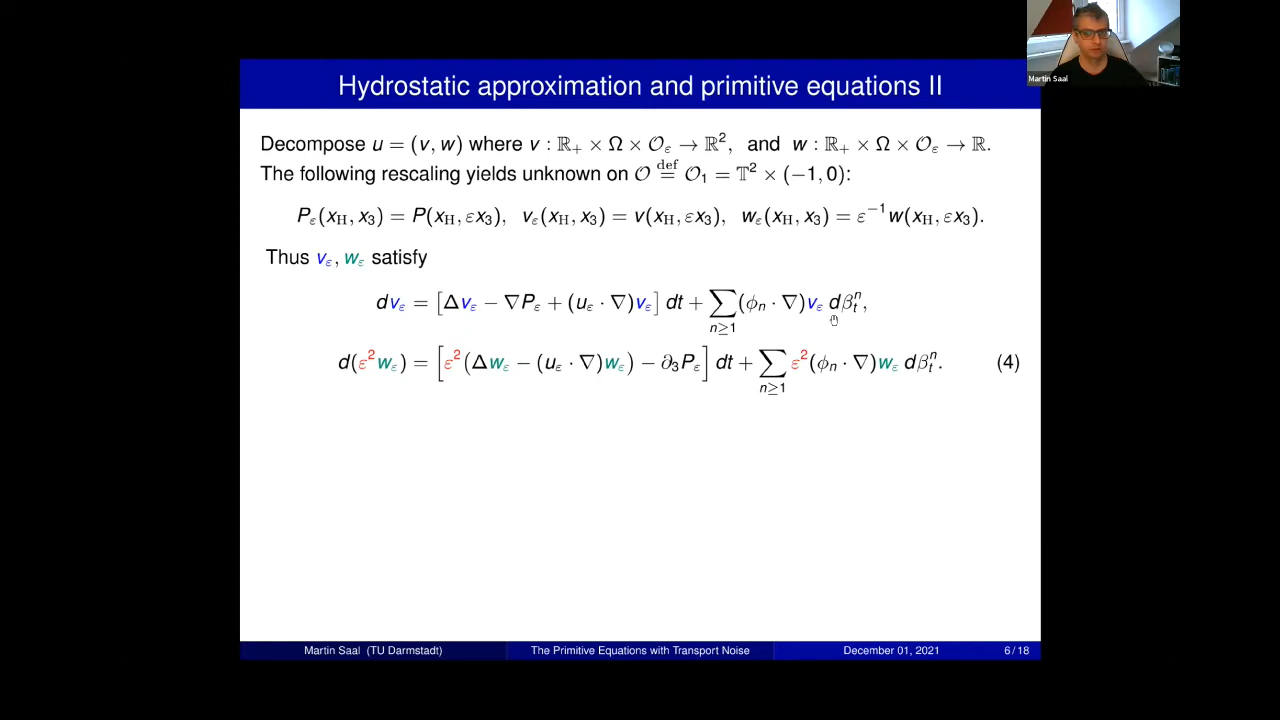 Martin Saal
Hydrostatic approximation and primitive equations II
Decompose u = (v, w) where v : ℝ₊ × Ω × 𝒪_ε → ℝ², and w : ℝ₊ × Ω × 𝒪_ε → ℝ.
The following rescaling yields unknown on 𝒪 def= 𝒪₁ = 𝕋² × (−1, 0):
P_ε(x_H, x₃) = P(x_H, εx₃), v_ε(x_H, x₃) = v(x_H, εx₃), w_ε(x_H, x₃) = ε⁻¹w(x_H, εx₃).
Thus v_ε, w_ε satisfy
dv_ε = [Δv_ε − ∇P_ε + (u_ε · ∇)v_ε] dt + ∑_{n≥1} (ϕ_n · ∇)v_ε dβ_t^n,
d(ε²w_ε) = [ε²(Δw_ε − (u_ε · ∇)w_ε) − ∂₃P_ε] dt + ∑_{n≥1} ε²(ϕ_n · ∇)w_ε dβ_t^n. (4)
Martin Saal (TU Darmstadt) The Primitive Equations with Transport Noise December 01, 2021 6 / 18